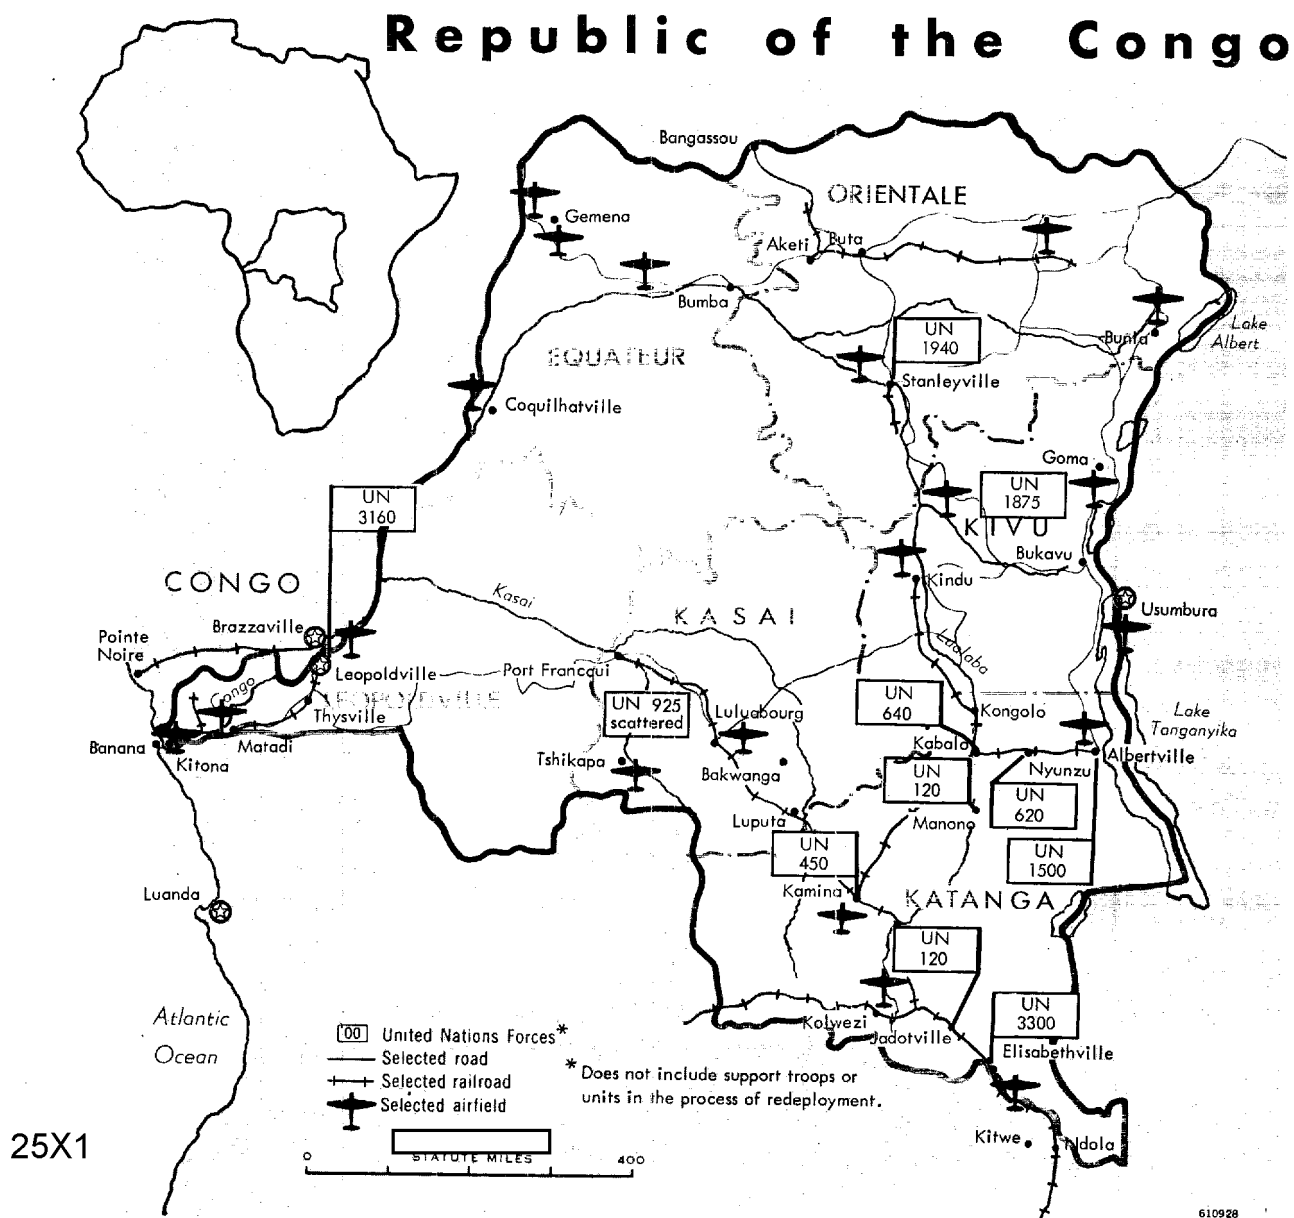 Republic of the Congo
Bangassou
ORIENTALE
Gemena
Aketi
Buta
Bumba
UN
1940
Bunia
Lake
Albert
EQUATEUR
Stanleyville
Coquilhatville
Goma
UN
3160
UN
1875
KIVU
Bukavu
CONGO
Kasai
Kindu
KASAI
Usumbura
Brazzaville
Pointe
Noire
Lualaba
Port Francqui
Leopoldville
Congo
LEOPOLDVILLE
Thysville
UN 925
scattered
Luluabourg
UN
640
Kongolo
Lake
Tanganyika
Banana
Matadi
Kitona
Kabalo
Albertville
Tshikapa
Bakwanga
UN
120
Nyunzu
UN
620
Luputa
Manono
UN
450
UN
1500
Kamina
KATANGA
Luanda
UN
120
Atlantic
Ocean
Kolwezi
Jadotville
UN
3300
Elisabethville
'00 United Nations Forces*
Selected road
Selected railroad
Selected airfield
* Does not include support troops or
units in the process of redeployment.
Kitwe
Ndola
25X1
STATUTE MILES
0 400
610928